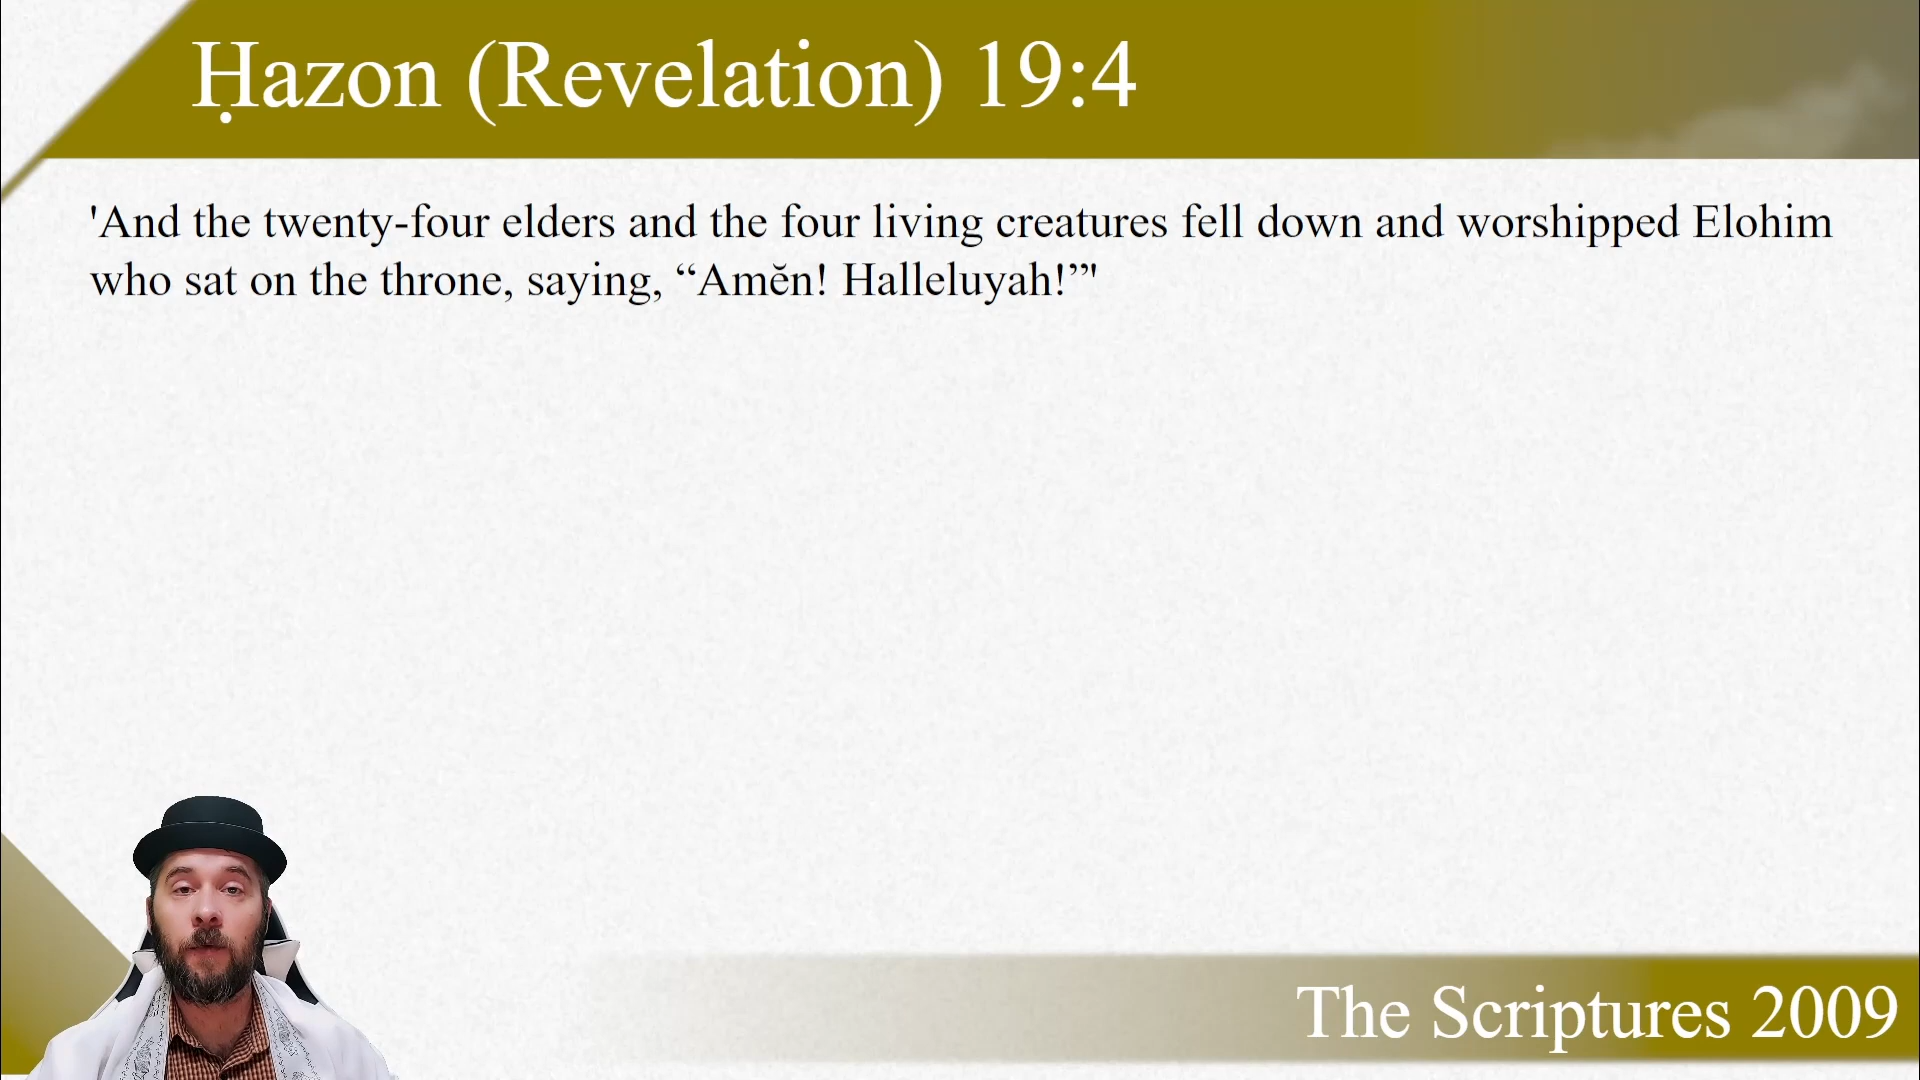 Ḥazon (Revelation) 19:4
'And the twenty-four elders and the four living creatures fell down and worshipped Elohim
who sat on the throne, saying, “Amĕn! Halleluyah!”'
The Scriptures 2009